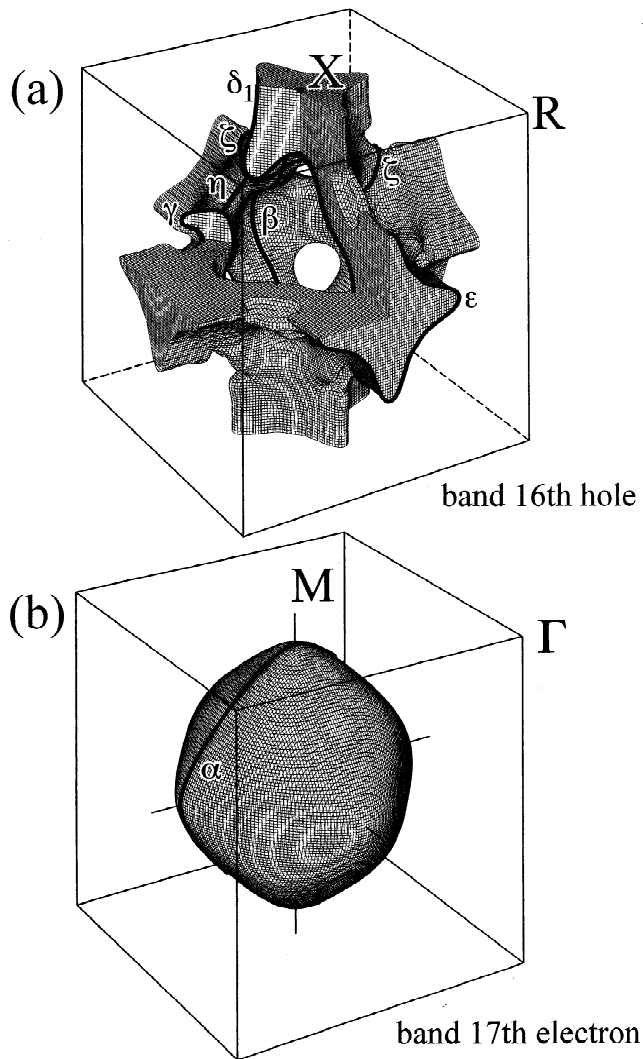 (a)
X
δ1
R
ζ
ζ
η
γ
β
ε
band 16th hole
(b)
M
Γ
α
band 17th electron